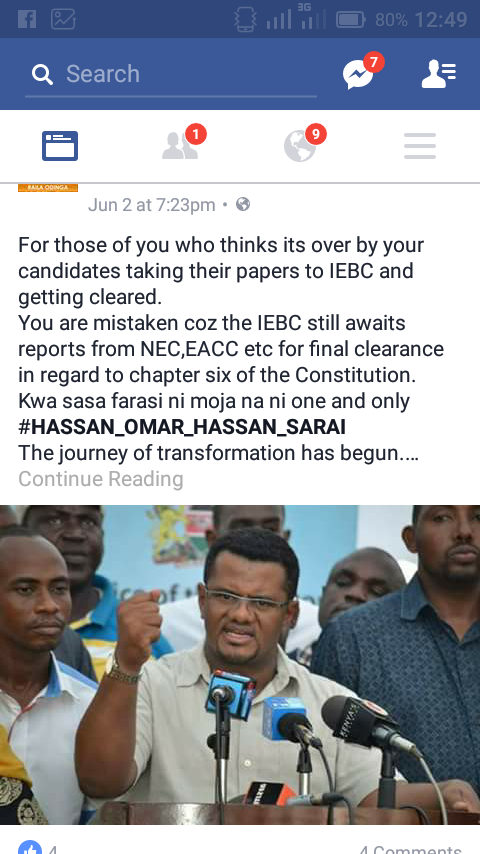 3G
80% 12:49
Search
7
1
9
RAILA ODINGA
Jun 2 at 7:23pm •
For those of you who thinks its over by your
candidates taking their papers to IEBC and
getting cleared.
You are mistaken coz the IEBC still awaits
reports from NEC,EACC etc for final clearance
in regard to chapter six of the Constitution.
Kwa sasa farasi ni moja na ni one and only
#HASSAN_OMAR_HASSAN_SARAI
The journey of transformation has begun....
Continue Reading
ice of t
KENYA'S
4
4 Comments